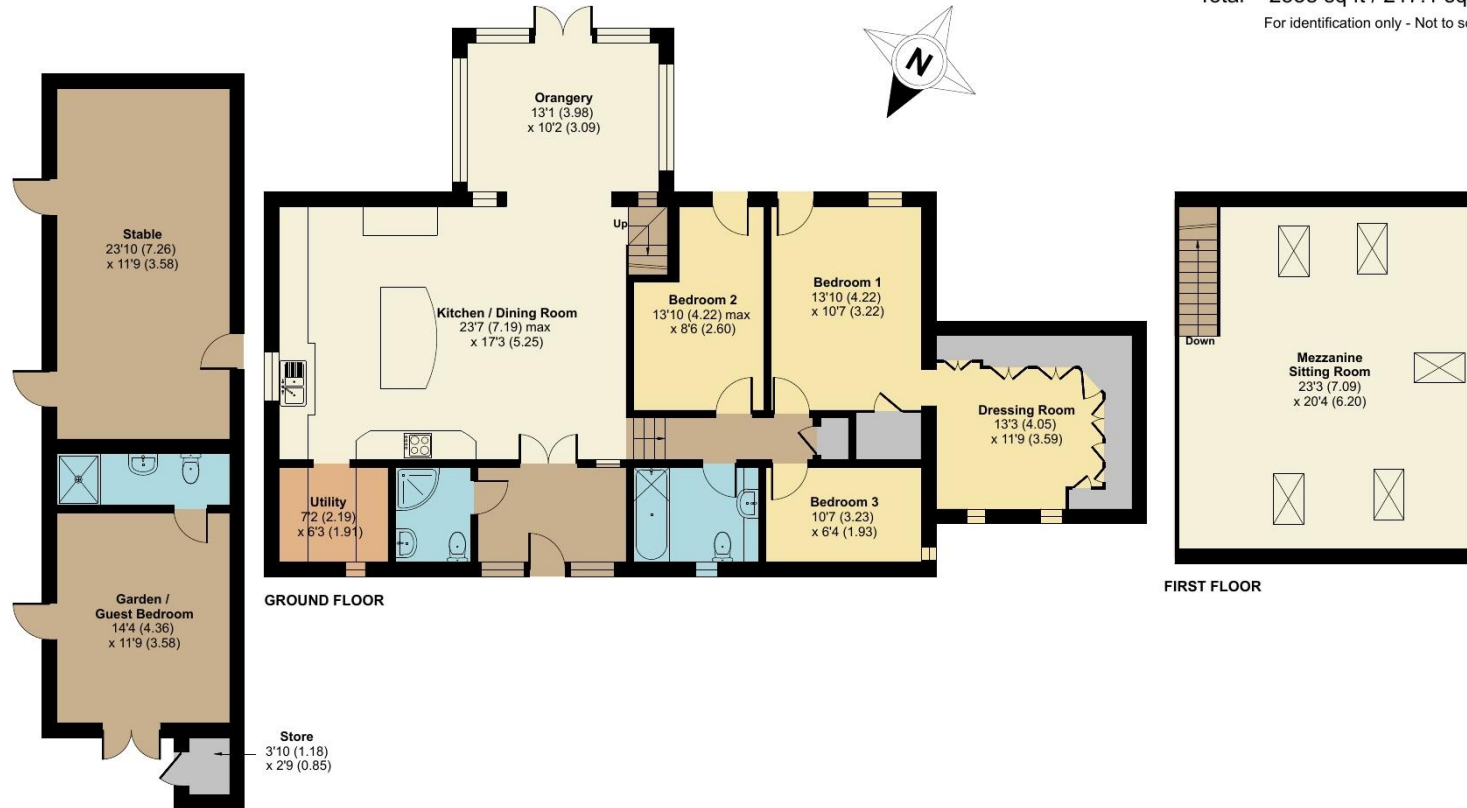 For identification only - Not to sc
N
Orangery
13'1 (3.98)
x 10'2 (3.09)
Stable
23'10 (7.26)
x 11'9 (3.58)
Up
Kitchen / Dining Room
23'7 (7.19) max
x 17'3 (5.25)
Bedroom 2
13'10 (4.22) max
x 8'6 (2.60)
Bedroom 1
13'10 (4.22)
x 10'7 (3.22)
Dressing Room
13'3 (4.05)
x 11'9 (3.59)
Down
Mezzanine
Sitting Room
23'3 (7.09)
x 20'4 (6.20)
Utility
7'2 (2.19)
x 6'3 (1.91)
Bedroom 3
10'7 (3.23)
x 6'4 (1.93)
Garden /
Guest Bedroom
14'4 (4.36)
x 11'9 (3.58)
GROUND FLOOR
FIRST FLOOR
Store
3'10 (1.18)
x 2'9 (0.85)